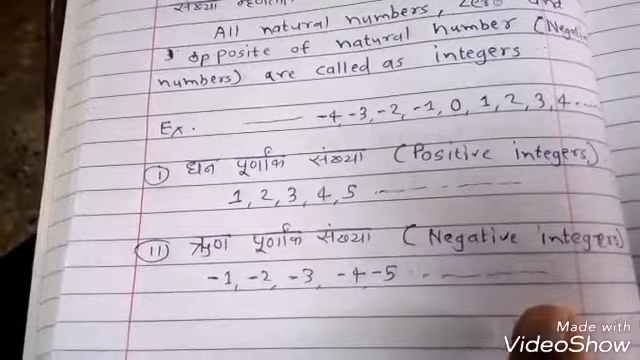 संख्या म्हणतात
All natural numbers, Zero and
opposite of natural number (Negative
numbers) are called as integers
Ex. -4, -3, -2, -1, 0, 1, 2, 3, 4 ....
(I) धन पूर्णांक संख्या (Positive integers)
1, 2, 3, 4, 5 --------
(II) ऋण पूर्णांक संख्या (Negative integers)
-1, -2, -3, -4 -5 --------
Made with
VideoShow